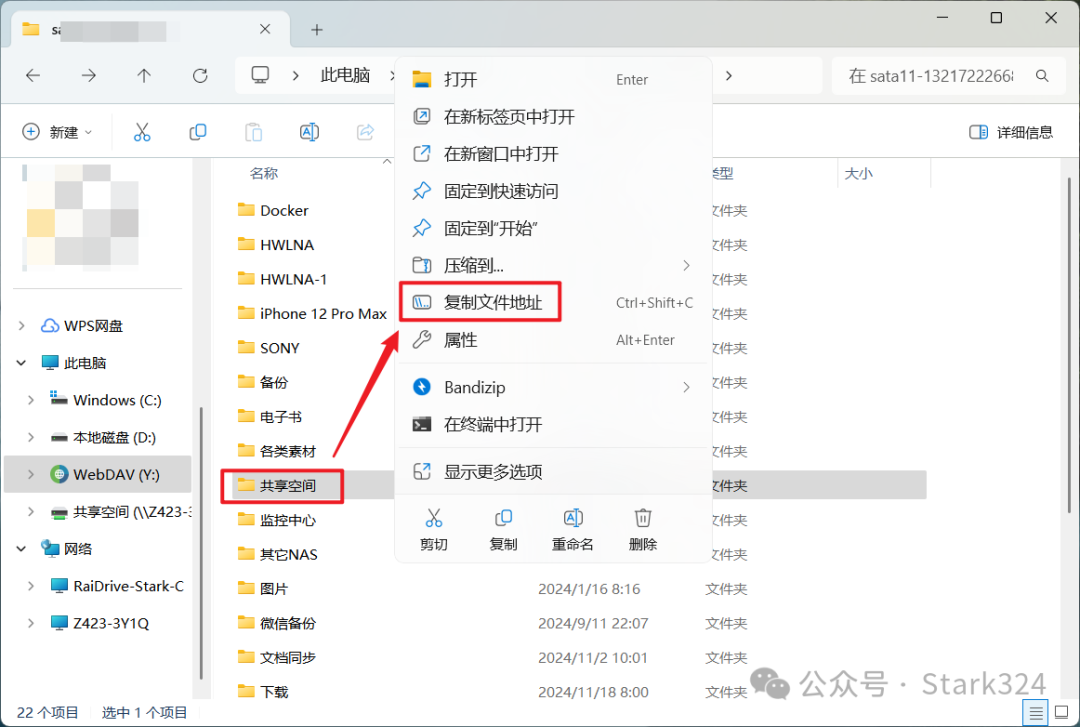 sa
此电脑
在 sata11-1321722266
新建
详细信息
名称
类型
大小
Docker
文件夹
HWLNA
文件夹
HWLNA-1
文件夹
iPhone 12 Pro Max
文件夹
SONY
文件夹
备份
文件夹
电子书
文件夹
各类素材
文件夹
共享空间
文件夹
监控中心
文件夹
其它NAS
文件夹
图片 2024/1/16 8:16 文件夹
微信备份 2024/9/11 22:07 文件夹
文档同步 2024/11/2 10:01 文件夹
下载 2024/11/18 8:00 文件夹
WPS网盘
此电脑
Windows (C:)
本地磁盘 (D:)
WebDAV (Y:)
共享空间 (\\Z423-3
网络
RaiDrive-Stark-C
Z423-3Y1Q
打开 Enter
在新标签页中打开
在新窗口中打开
固定到快速访问
固定到"开始"
压缩到...
复制文件地址 Ctrl+Shift+C
属性 Alt+Enter
Bandizip
在终端中打开
显示更多选项
剪切 复制 重命名 删除
22 个项目 选中 1 个项目
公众号 · Stark324